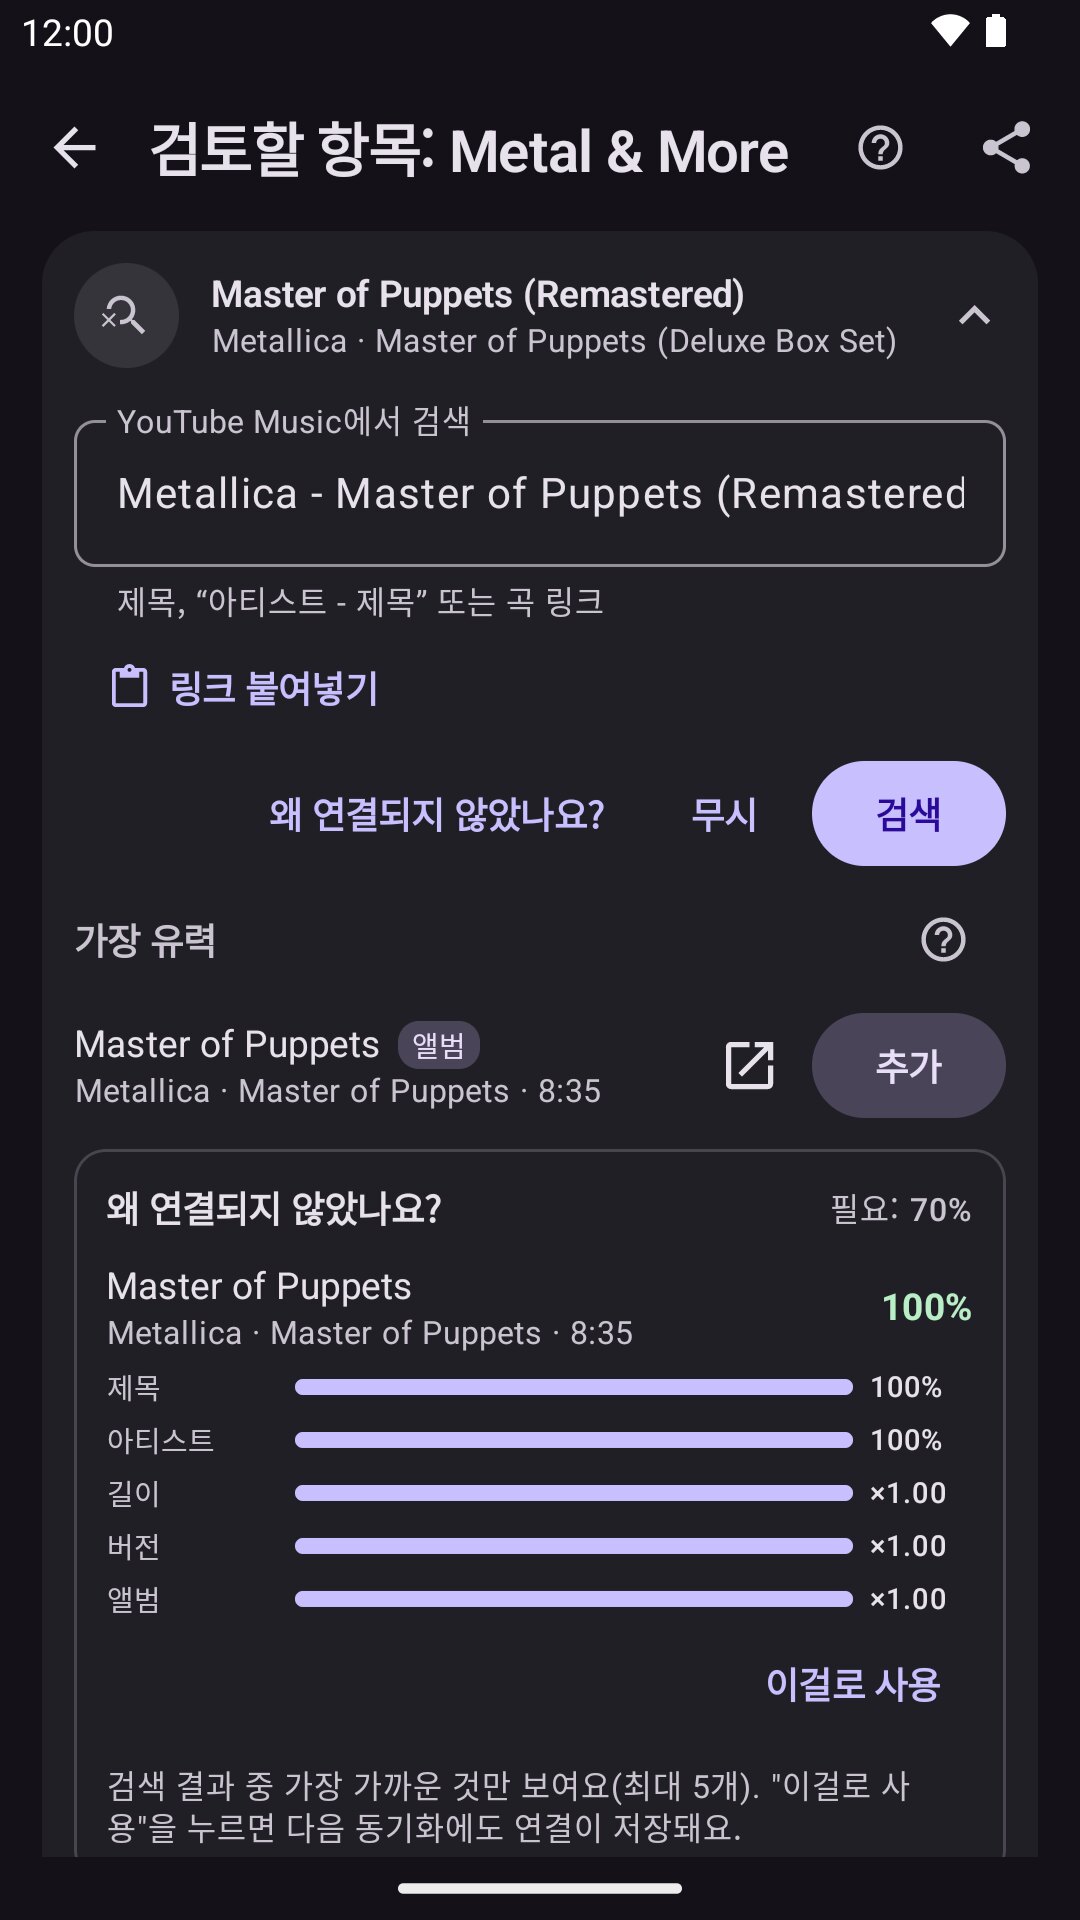 12:00
검토할 항목: Metal & More
Master of Puppets (Remastered)
Metallica · Master of Puppets (Deluxe Box Set)
YouTube Music에서 검색
Metallica - Master of Puppets (Remastered
제목, “아티스트 - 제목” 또는 곡 링크
링크 붙여넣기
왜 연결되지 않았나요?
무시
검색
가장 유력
Master of Puppets 앨범
Metallica · Master of Puppets · 8:35
추가
왜 연결되지 않았나요?
필요: 70%
Master of Puppets
Metallica · Master of Puppets · 8:35
100%
제목 100%
아티스트 100%
길이 ×1.00
버전 ×1.00
앨범 ×1.00
이걸로 사용
검색 결과 중 가장 가까운 것만 보여요(최대 5개). "이걸로 사
용"을 누르면 다음 동기화에도 연결이 저장돼요.